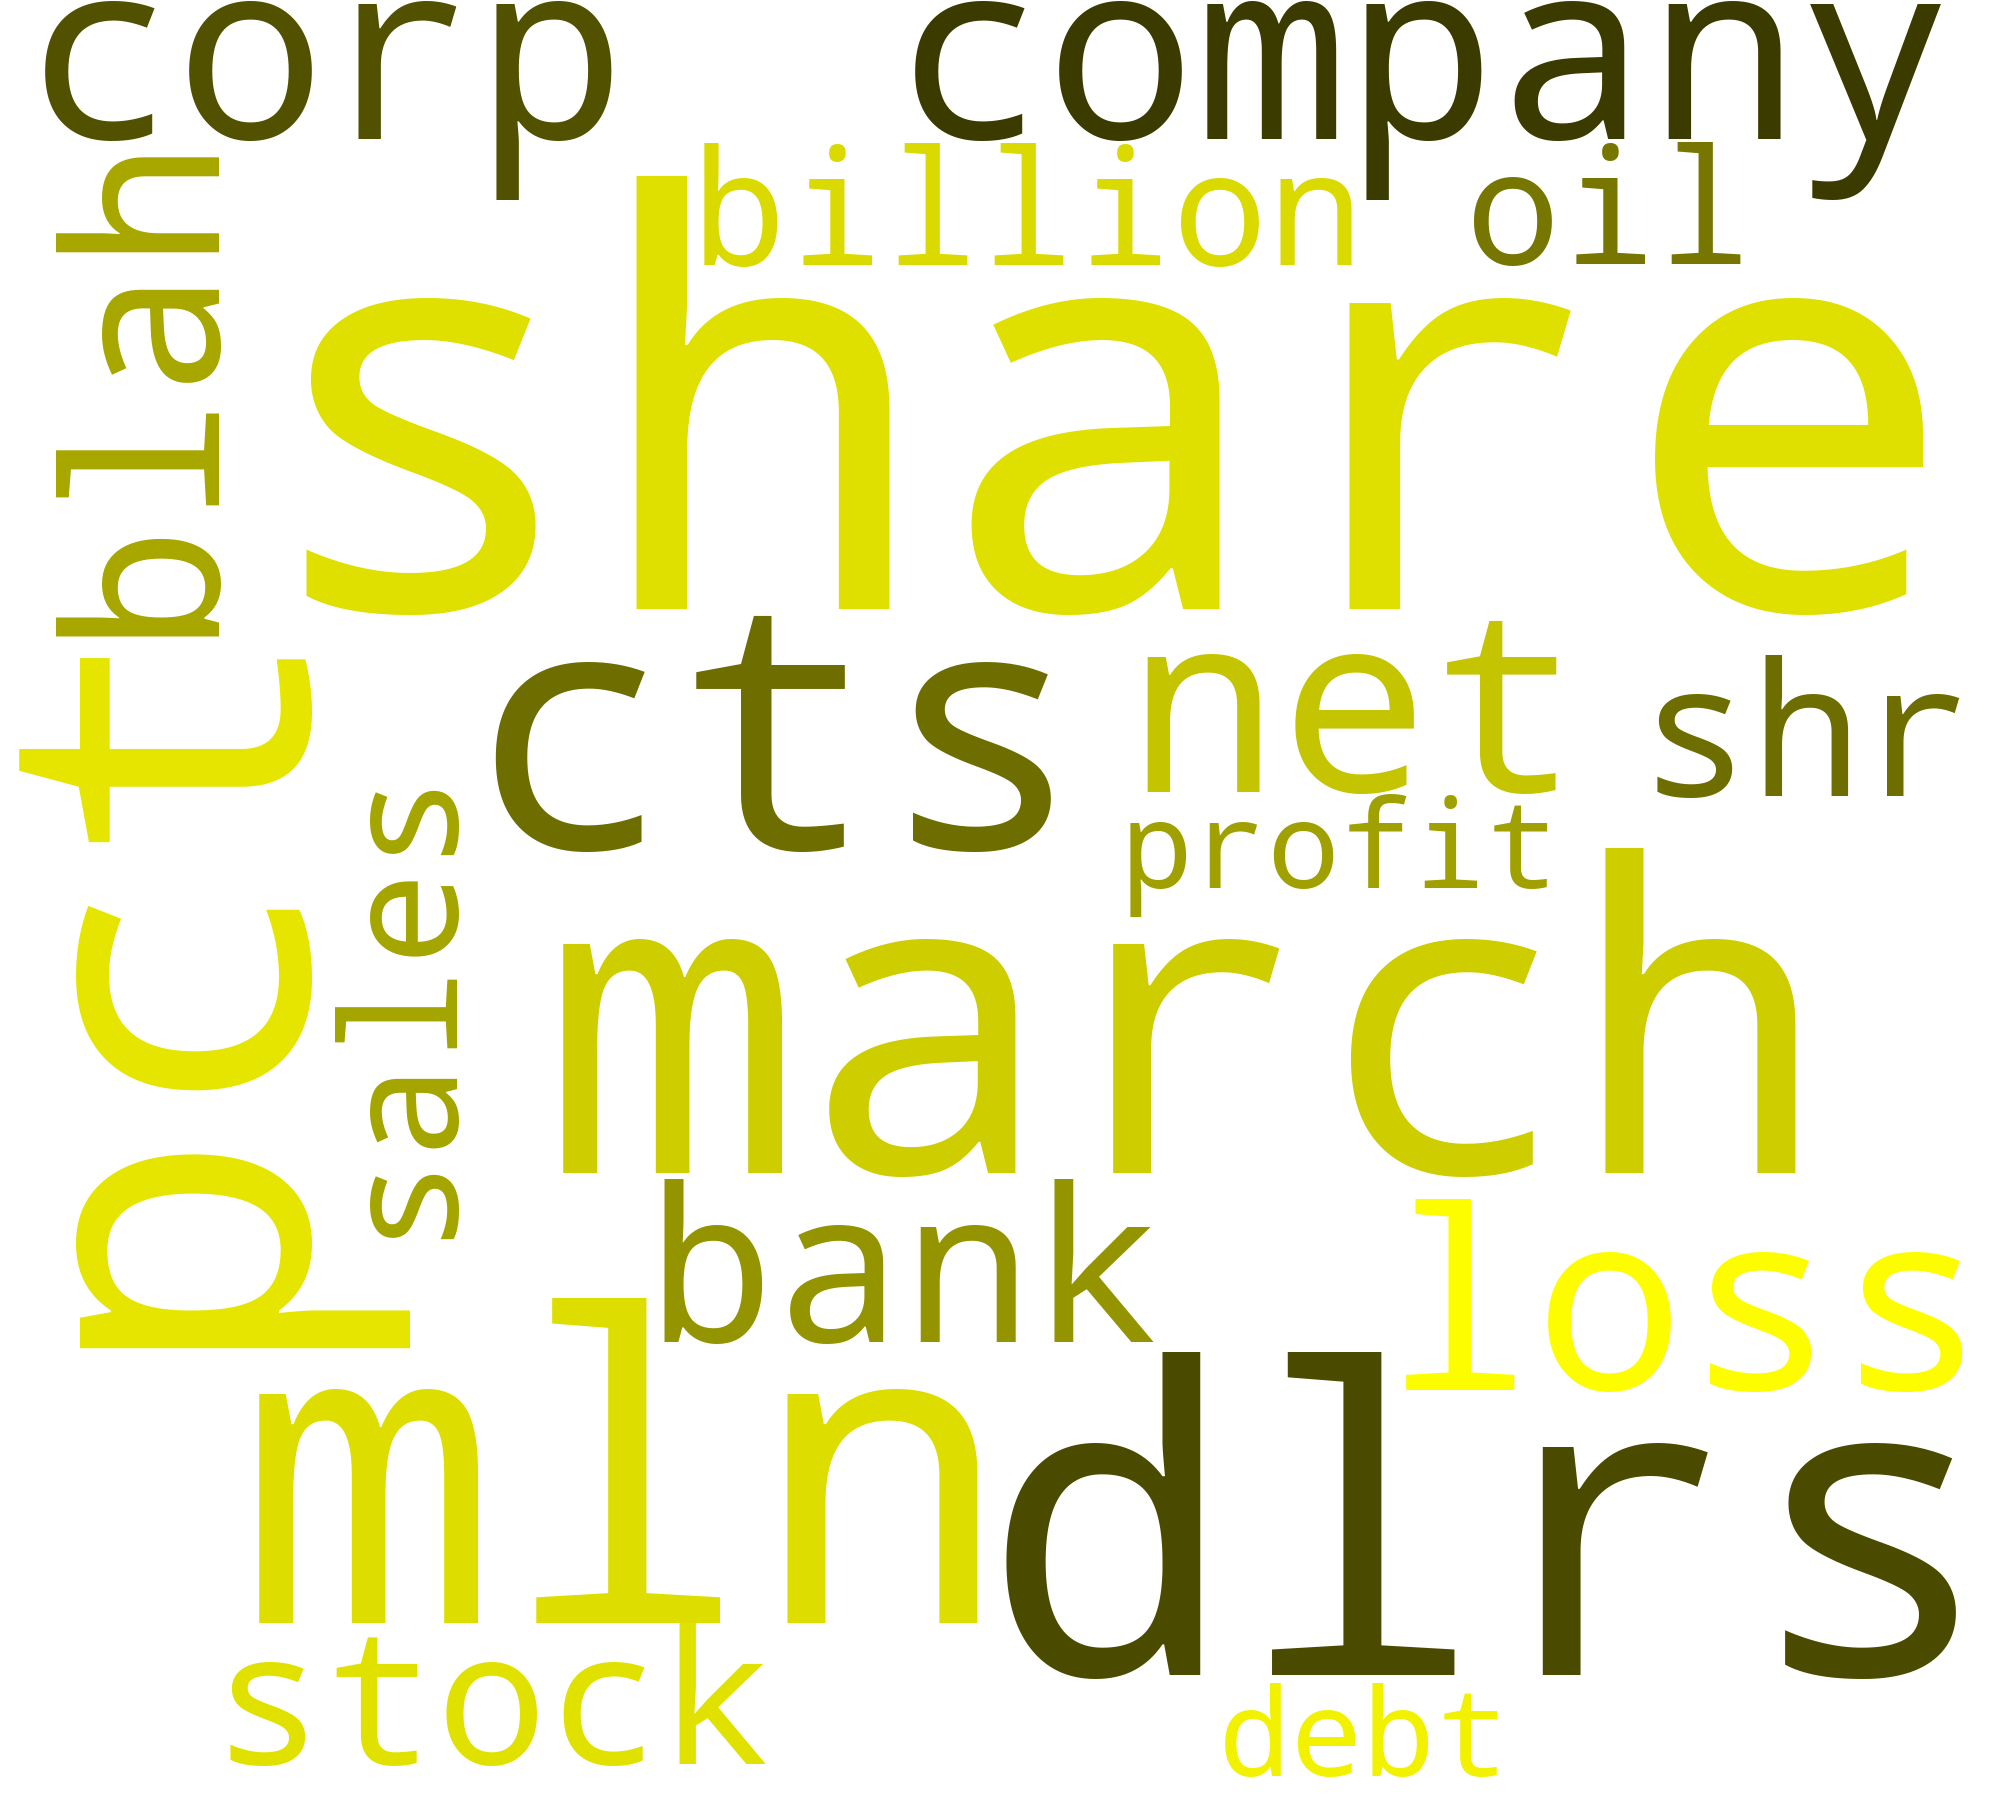 corp company
billion oil
blah
share
cts net shr
profit
pct
sales
march
bank loss
mln dlrs
stock debt